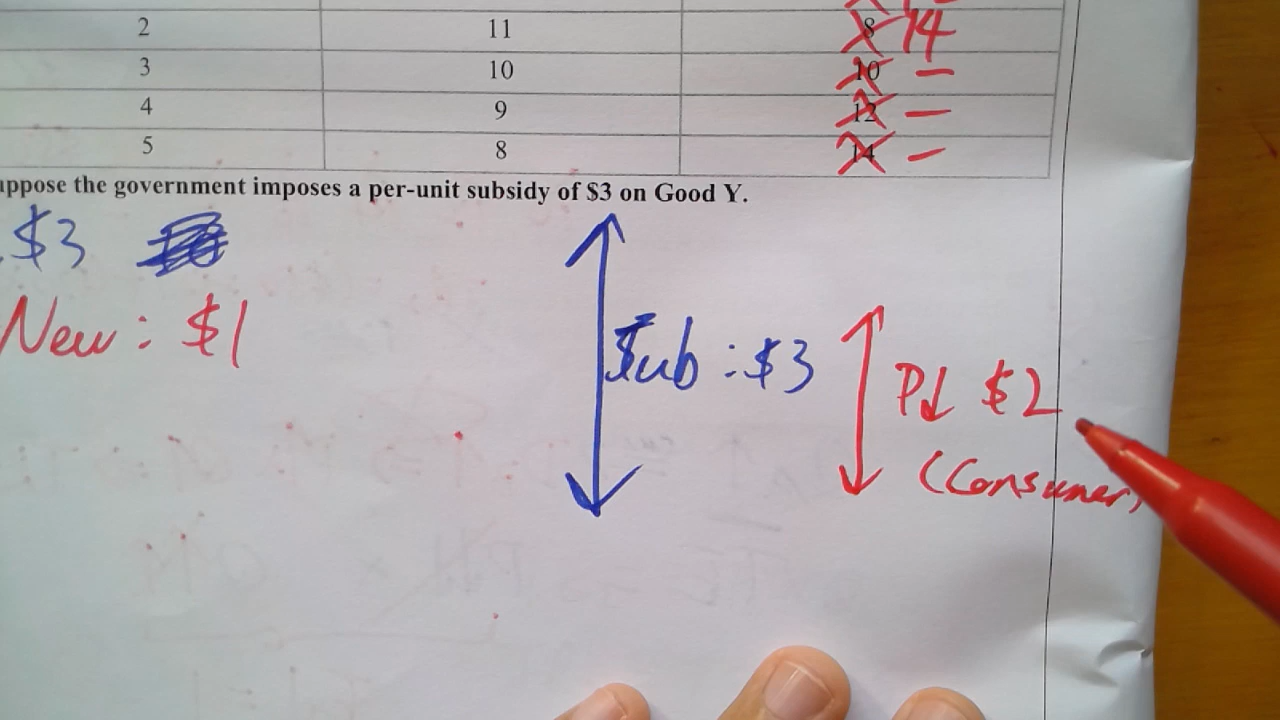 2 11 8 14
3 10 10 –
4 9 12 –
5 8 14 –
uppose the government imposes a per-unit subsidy of $3 on Good Y.
$3
New: $1
Sub: $3
P↓ $2
(Consumer)